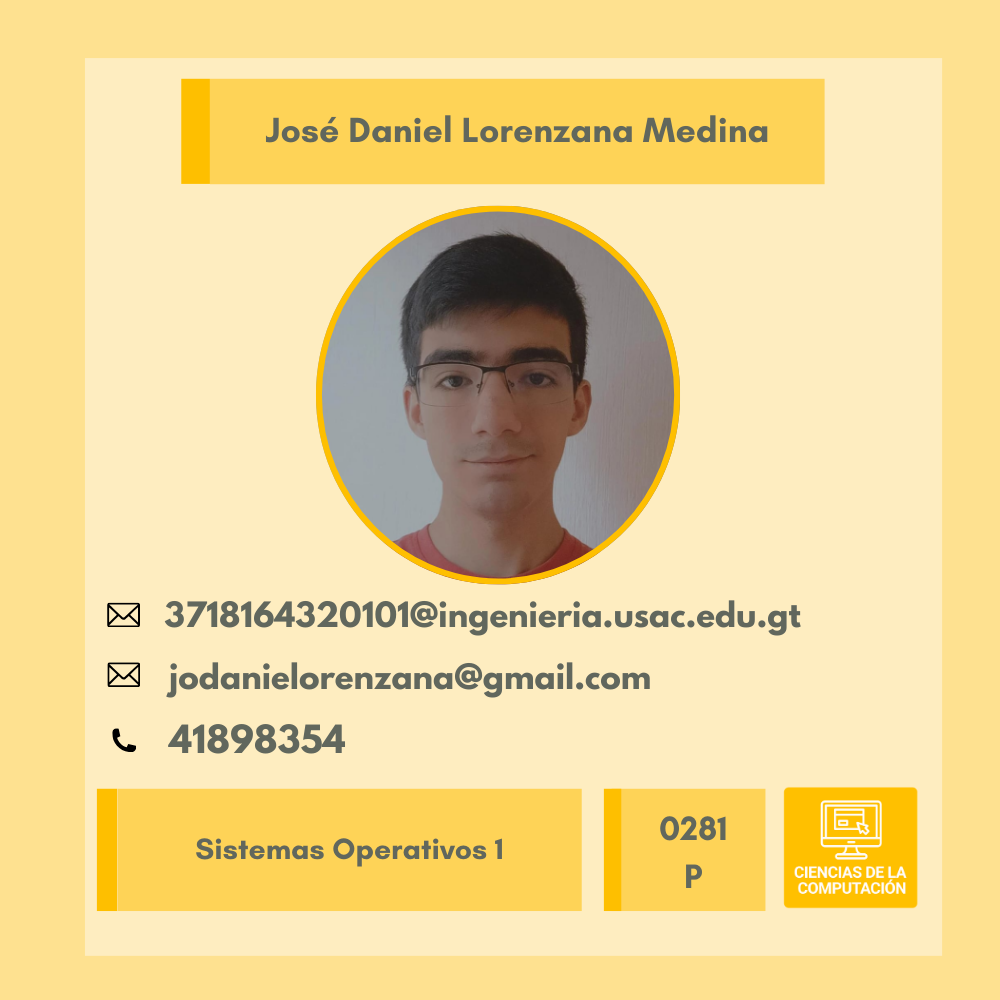 José Daniel Lorenzana Medina
3718164320101@ingenieria.usac.edu.gt
jodanielorenzana@gmail.com
41898354
Sistemas Operativos 1
0281
P
CIENCIAS DE LA
COMPUTACIÓN